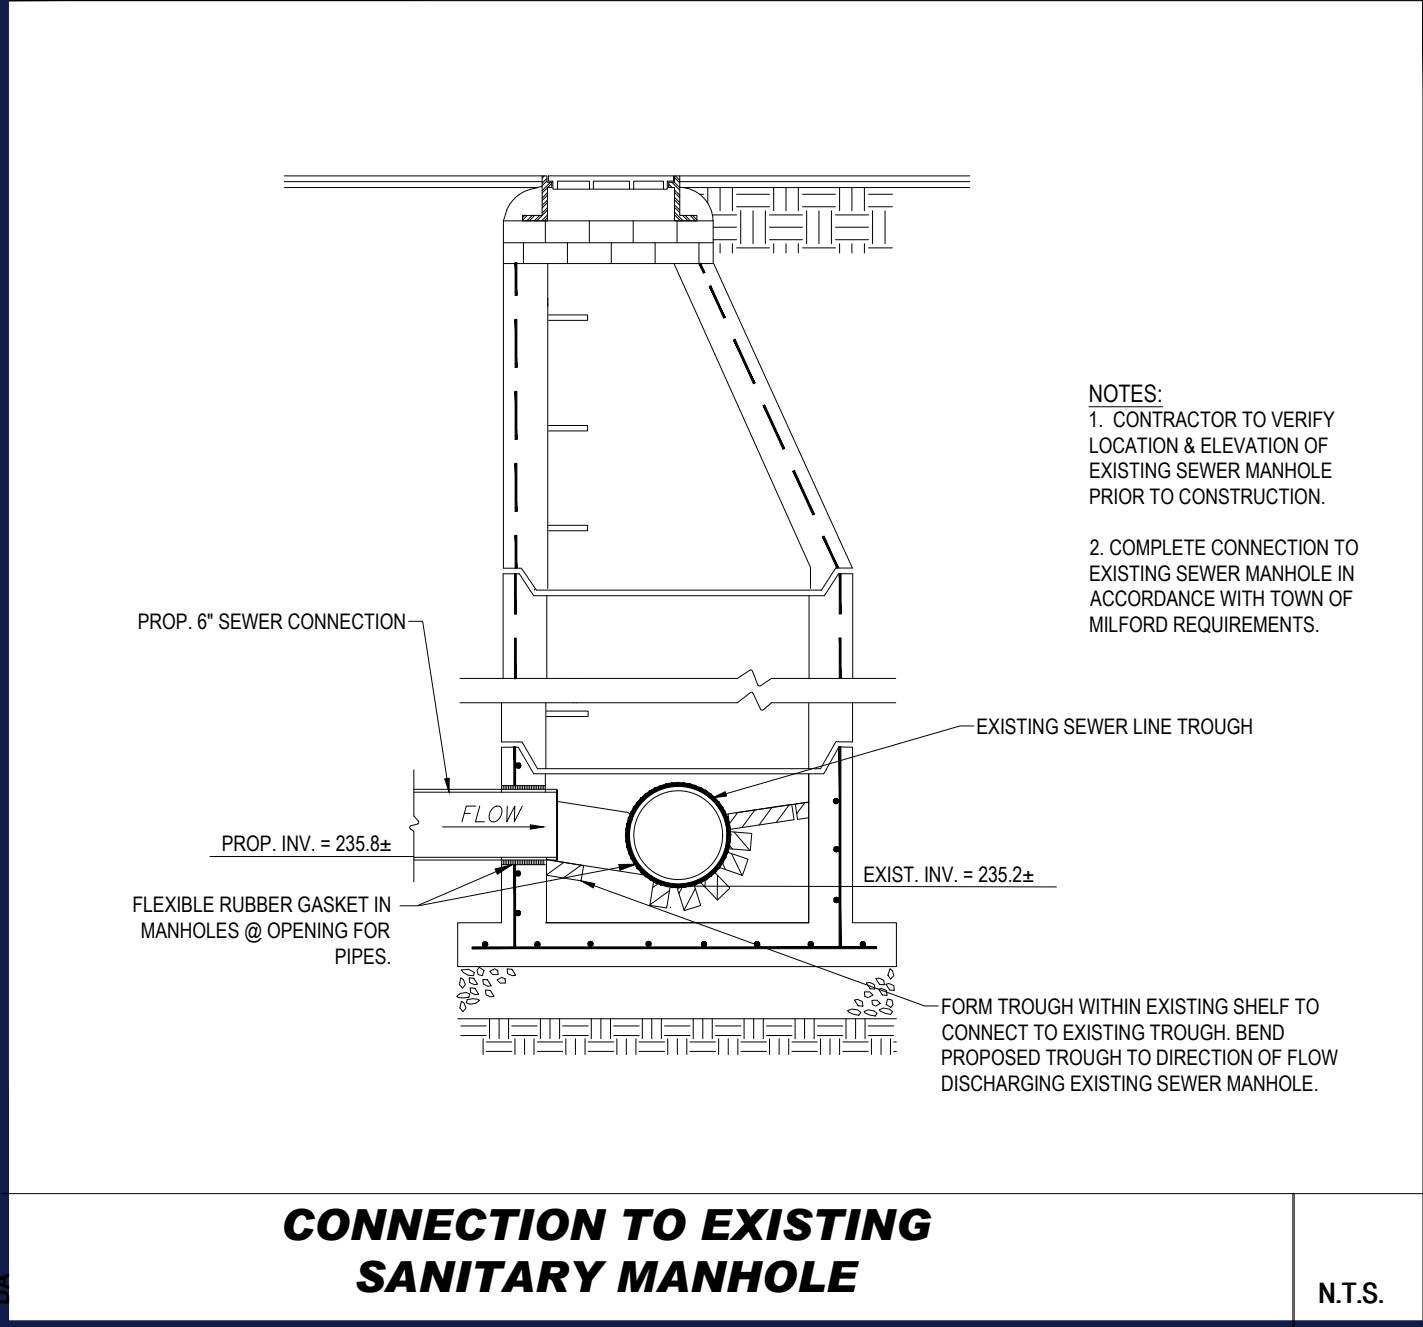 NOTES:
1. CONTRACTOR TO VERIFY
LOCATION & ELEVATION OF
EXISTING SEWER MANHOLE
PRIOR TO CONSTRUCTION.
2. COMPLETE CONNECTION TO
EXISTING SEWER MANHOLE IN
ACCORDANCE WITH TOWN OF
MILFORD REQUIREMENTS.
PROP. 6" SEWER CONNECTION
EXISTING SEWER LINE TROUGH
FLOW
PROP. INV. = 235.8±
EXIST. INV. = 235.2±
FLEXIBLE RUBBER GASKET IN
MANHOLES @ OPENING FOR
PIPES.
FORM TROUGH WITHIN EXISTING SHELF TO
CONNECT TO EXISTING TROUGH. BEND
PROPOSED TROUGH TO DIRECTION OF FLOW
DISCHARGING EXISTING SEWER MANHOLE.
CONNECTION TO EXISTING
SANITARY MANHOLE
N.T.S.